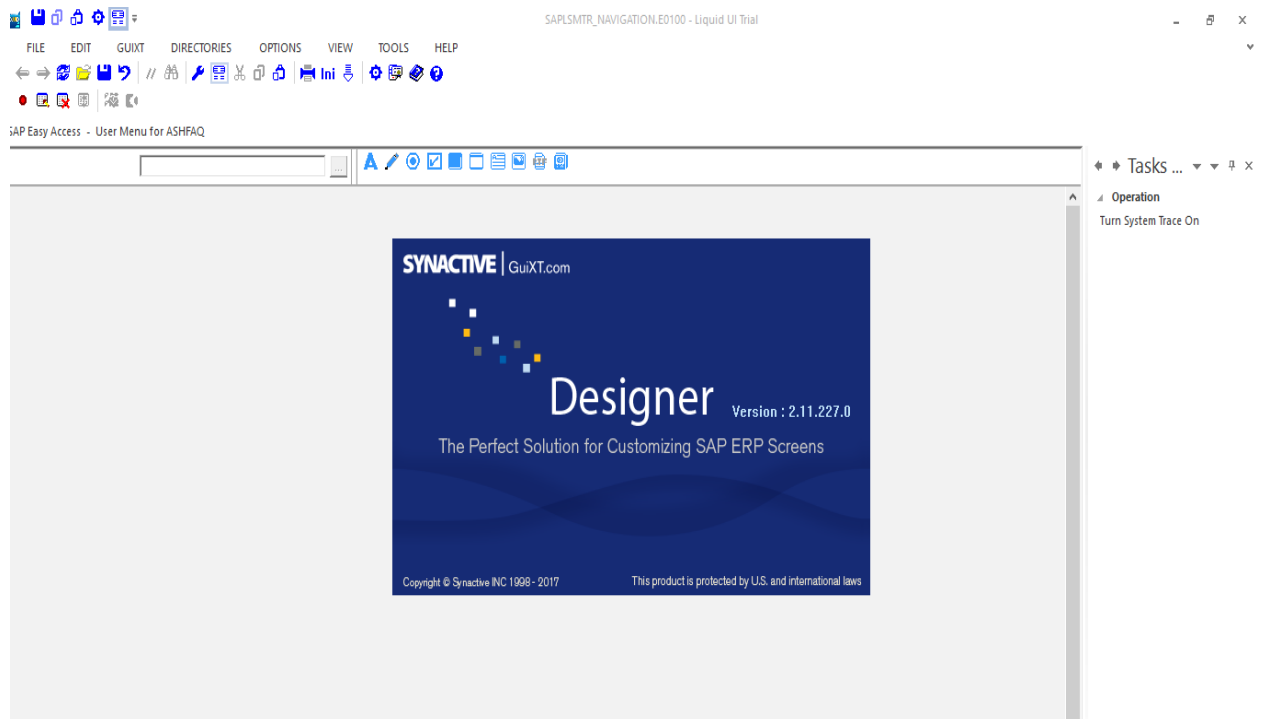 SAPLSMTR_NAVIGATION.E0100 - Liquid UI Trial
FILE EDIT GUIXT DIRECTORIES OPTIONS VIEW TOOLS HELP
Ini
SAP Easy Access - User Menu for ASHFAQ
...
Tasks ...
Operation
Turn System Trace On
SYNACTIVE GuiXT.com
Designer Version : 2.11.227.0
The Perfect Solution for Customizing SAP ERP Screens
Copyright © Synactive INC 1998 - 2017 This product is protected by U.S. and international laws